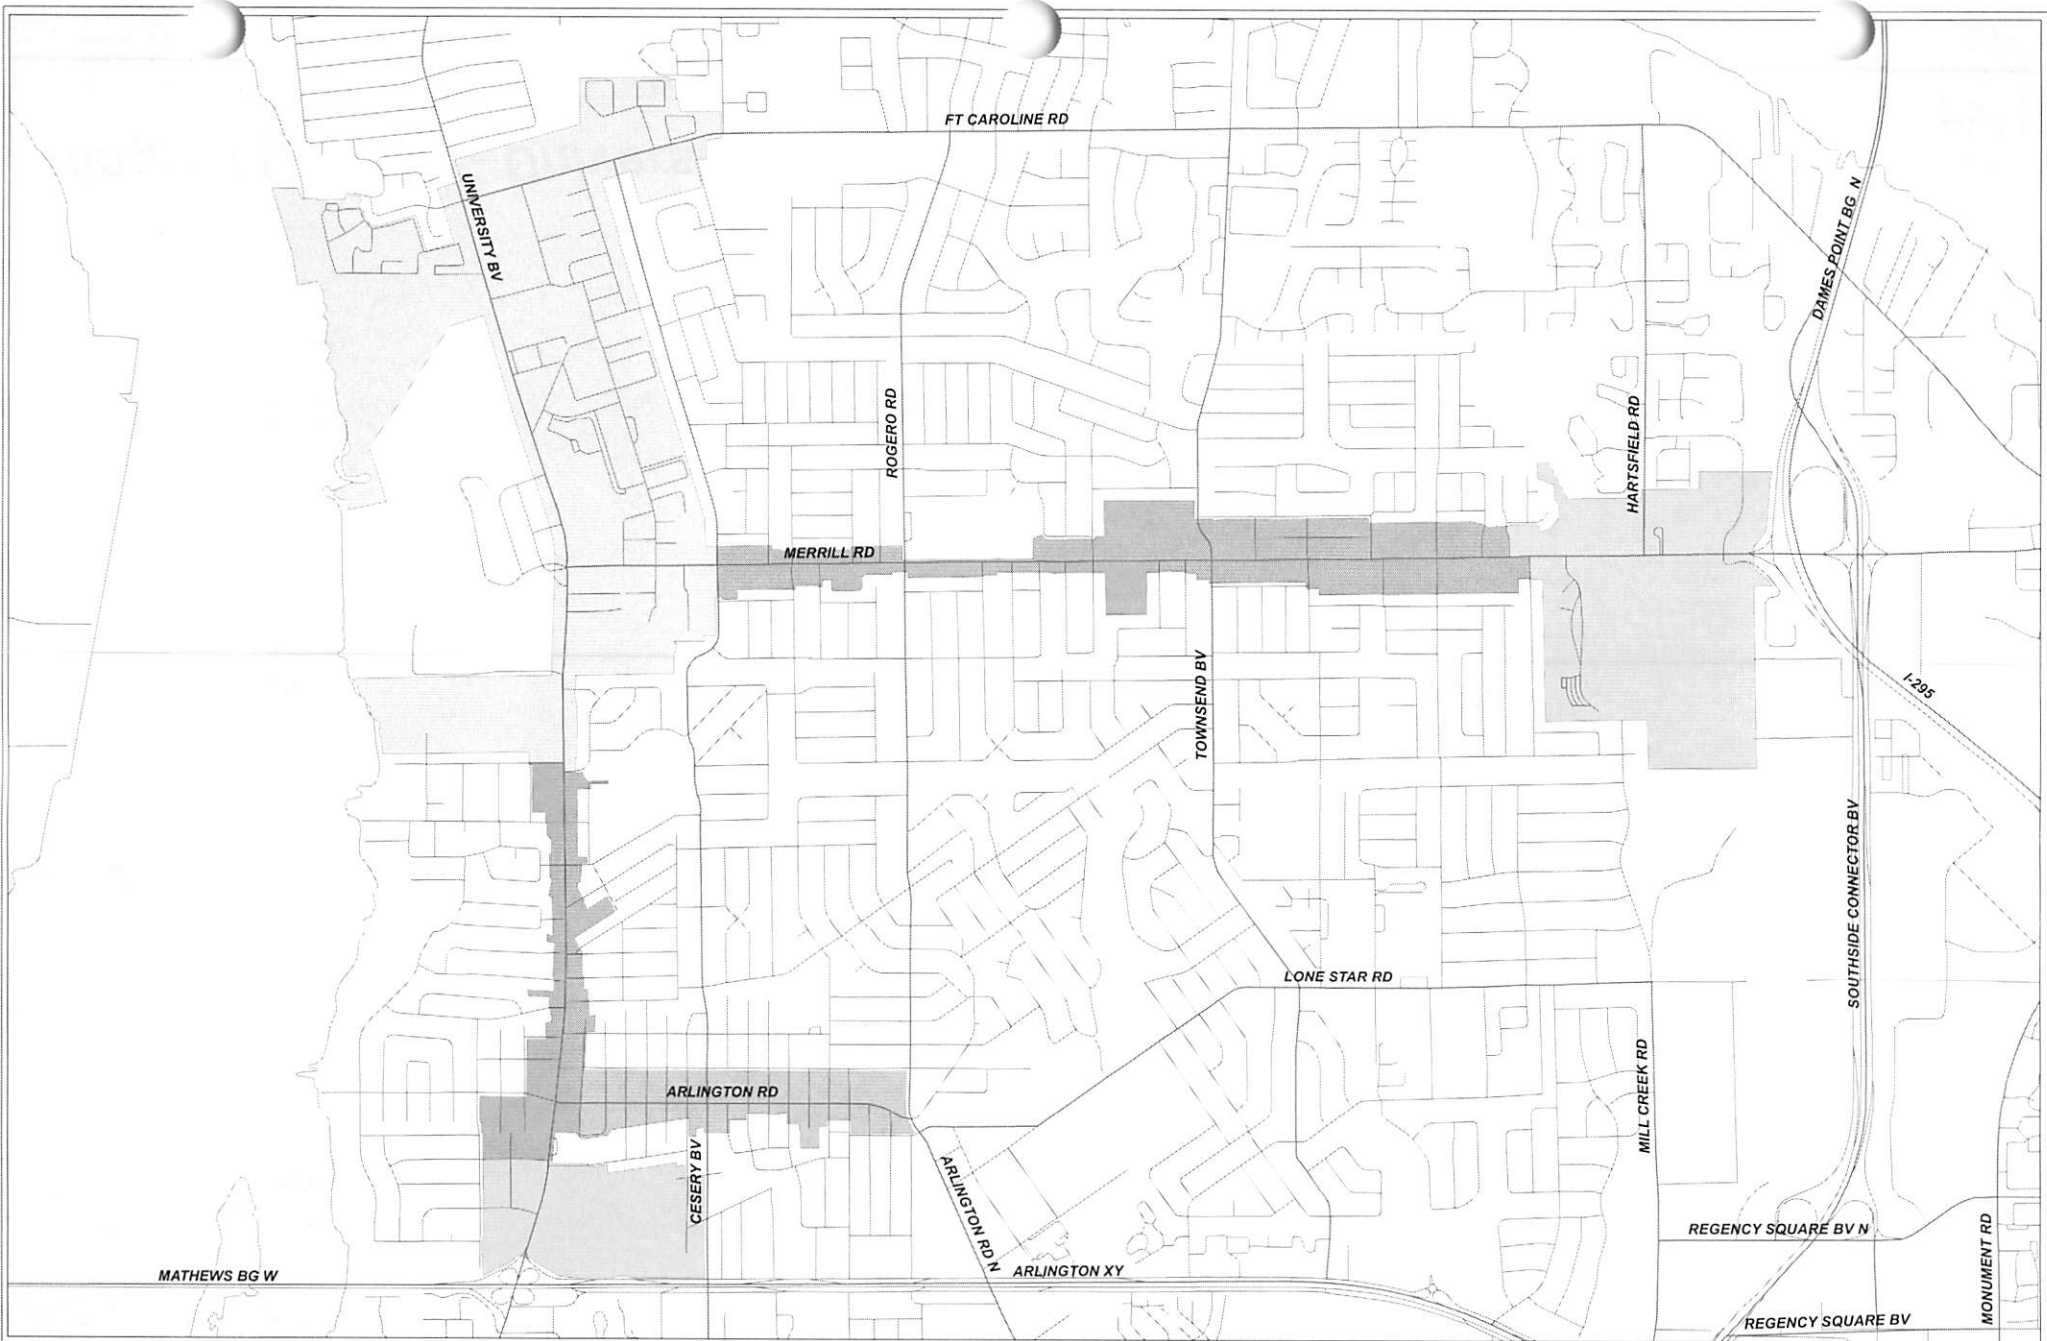 FT CAROLINE RD
UNIVERSITY BV
DAMES POINT BG N
ROGERO RD
HARTSFIELD RD
MERRILL RD
TOWNSEND BV
I-295
SOUTHSIDE CONNECTOR BV
LONE STAR RD
MILL CREEK RD
ARLINGTON RD
CESERY BV
ARLINGTON RD N
REGENCY SQUARE BV N
MONUMENT RD
MATHEWS BG W
ARLINGTON XY
REGENCY SQUARE BV